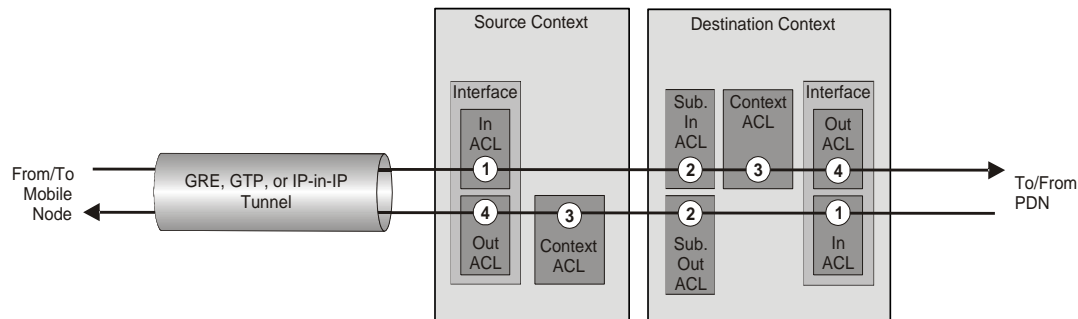 Source Context
Destination Context
Interface
In
ACL
1
4
Out
ACL
3
Context
ACL
Sub.
In
ACL
2
Context
ACL
3
Interface
Out
ACL
4
2
Sub.
Out
ACL
1
In
ACL
From/To
Mobile
Node
GRE, GTP, or IP-in-IP
Tunnel
To/From
PDN